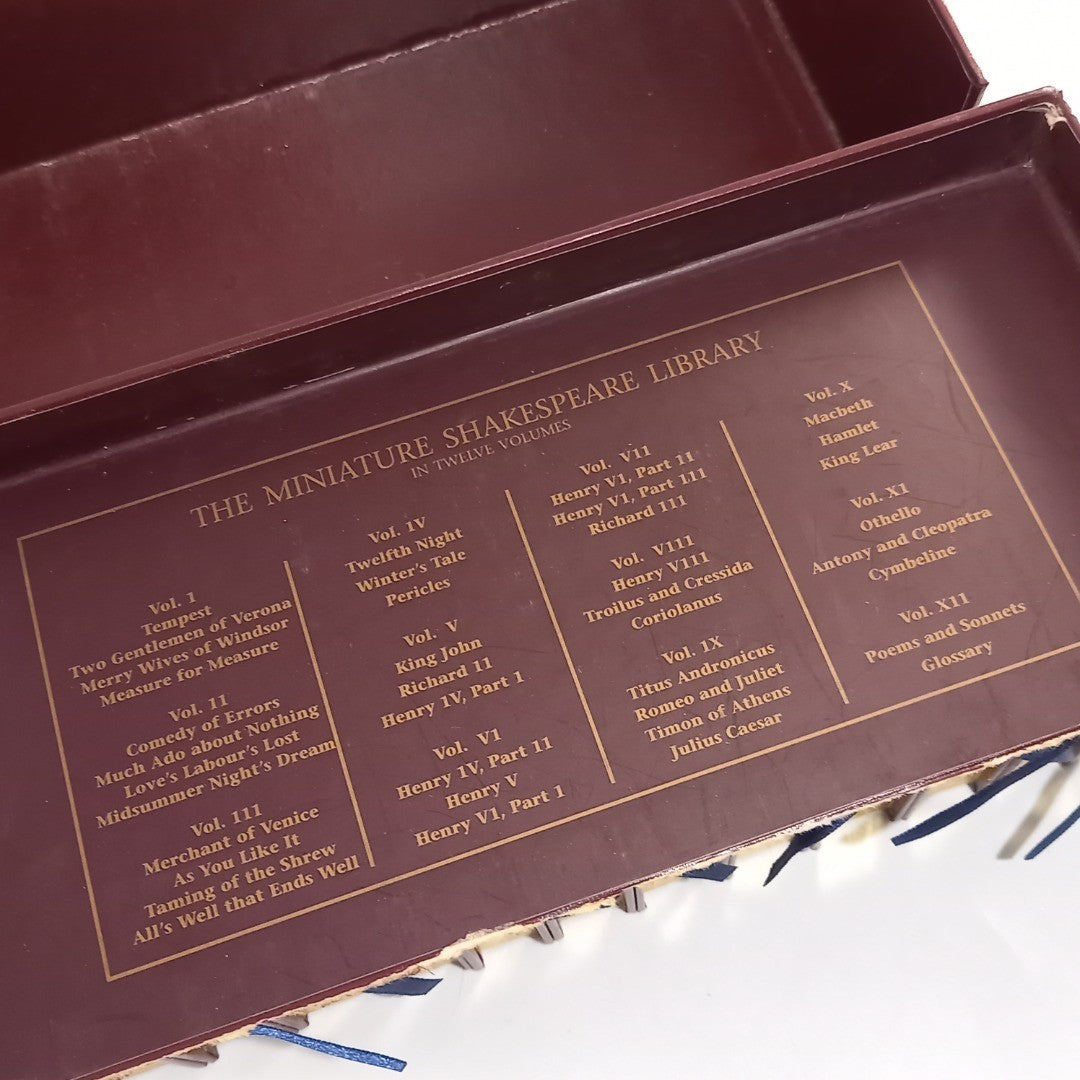 THE MINIATURE SHAKESPEARE LIBRARY
IN TWELVE VOLUMES
Vol. 1
Tempest
Two Gentlemen of Verona
Merry Wives of Windsor
Measure for Measure
Vol. 11
Comedy of Errors
Much Ado about Nothing
Love's Labour's Lost
Midsummer Night's Dream
Vol. 111
Merchant of Venice
As You Like It
Taming of the Shrew
All's Well that Ends Well
Vol. 1V
Twelfth Night
Winter's Tale
Pericles
Vol. V
King John
Richard 11
Henry 1V, Part 1
Vol. V1
Henry 1V, Part 11
Henry V
Henry V1, Part 1
Vol. V11
Henry V1, Part 11
Henry V1, Part 111
Richard 111
Vol. V111
Henry V111
Troilus and Cressida
Coriolanus
Vol. 1X
Titus Andronicus
Romeo and Juliet
Timon of Athens
Julius Caesar
Vol. X
Macbeth
Hamlet
King Lear
Vol. X1
Othello
Antony and Cleopatra
Cymbeline
Vol. X11
Poems and Sonnets
Glossary